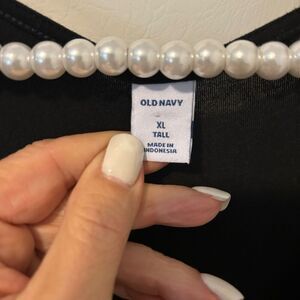 OLD NAVY
XL
TALL
MADE IN
INDONESIA